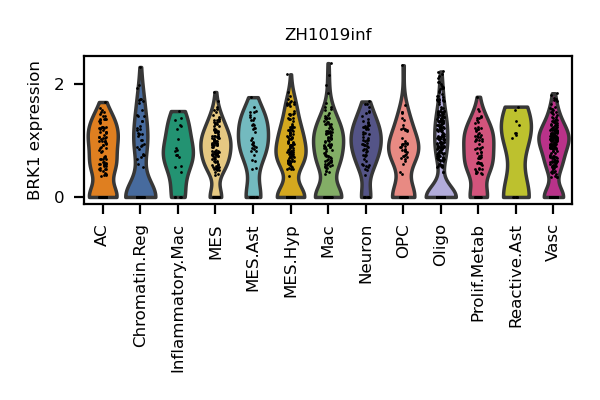 ZH1019inf
BRK1 expression
2
0
AC
Chromatin.Reg
Inflammatory.Mac
MES
MES.Ast
MES.Hyp
Mac
Neuron
OPC
Oligo
Prolif.Metab
Reactive.Ast
Vasc